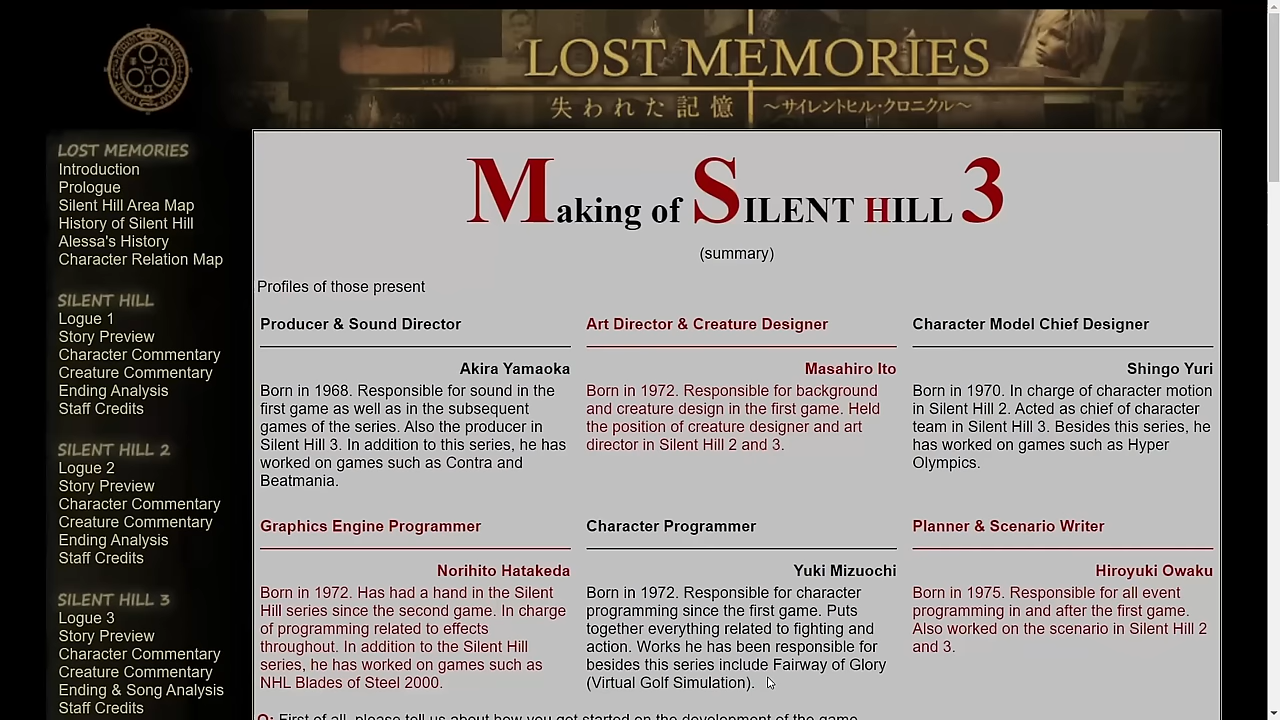 LOST MEMORIES
失われた記憶 ～サイレントヒル・クロニクル～
LOST MEMORIES
Introduction
Prologue
Silent Hill Area Map
History of Silent Hill
Alessa's History
Character Relation Map
SILENT HILL
Logue 1
Story Preview
Character Commentary
Creature Commentary
Ending Analysis
Staff Credits
SILENT HILL 2
Logue 2
Story Preview
Character Commentary
Creature Commentary
Ending Analysis
Staff Credits
SILENT HILL 3
Logue 3
Story Preview
Character Commentary
Creature Commentary
Ending & Song Analysis
Staff Credits
Making of SILENT HILL 3
(summary)
Profiles of those present
Producer & Sound Director
Akira Yamaoka
Born in 1968. Responsible for sound in the
first game as well as in the subsequent
games of the series. Also the producer in
Silent Hill 3. In addition to this series, he has
worked on games such as Contra and
Beatmania.
Art Director & Creature Designer
Masahiro Ito
Born in 1972. Responsible for background
and creature design in the first game. Held
the position of creature designer and art
director in Silent Hill 2 and 3.
Character Model Chief Designer
Shingo Yuri
Born in 1970. In charge of character motion
in Silent Hill 2. Acted as chief of character
team in Silent Hill 3. Besides this series, he
has worked on games such as Hyper
Olympics.
Graphics Engine Programmer
Norihito Hatakeda
Born in 1972. Has had a hand in the Silent
Hill series since the second game. In charge
of programming related to effects
throughout. In addition to the Silent Hill
series, he has worked on games such as
NHL Blades of Steel 2000.
Character Programmer
Yuki Mizuochi
Born in 1972. Responsible for character
programming since the first game. Puts
together everything related to fighting and
action. Works he has been responsible for
besides this series include Fairway of Glory
(Virtual Golf Simulation).
Planner & Scenario Writer
Hiroyuki Owaku
Born in 1975. Responsible for all event
programming in and after the first game.
Also worked on the scenario in Silent Hill 2
and 3.
Q: First of all, please tell us about how you got started on the development of the game